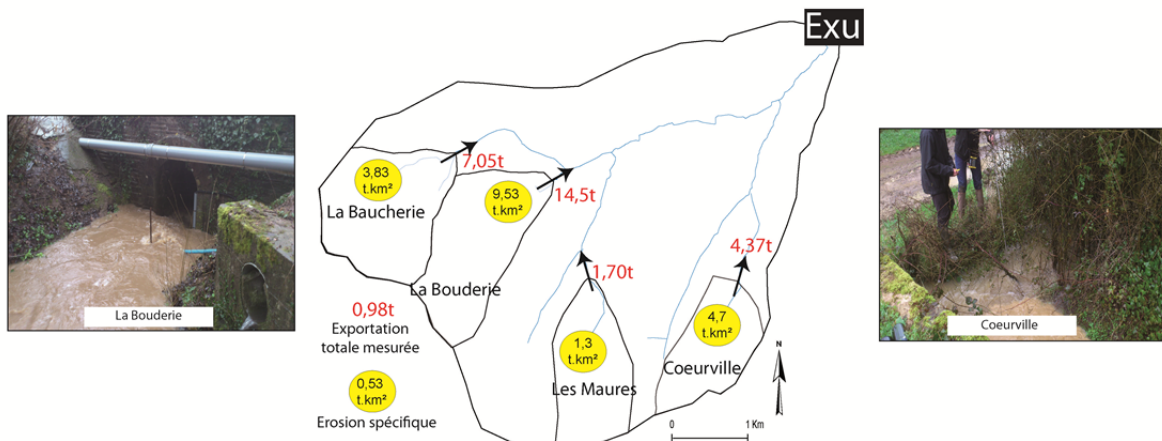 Exu
7,05t
3,83
t.km²
9,53
t.km²
14,5t
La Baucherie
4,37t
1,70t
La Bouderie
0,98t
Exportation
totale mesurée
0,53
t.km²
Erosion spécifique
1,3
t.km²
Les Maures
4,7
t.km²
Coeurville
N
0
1 Km
La Bouderie
Coeurville